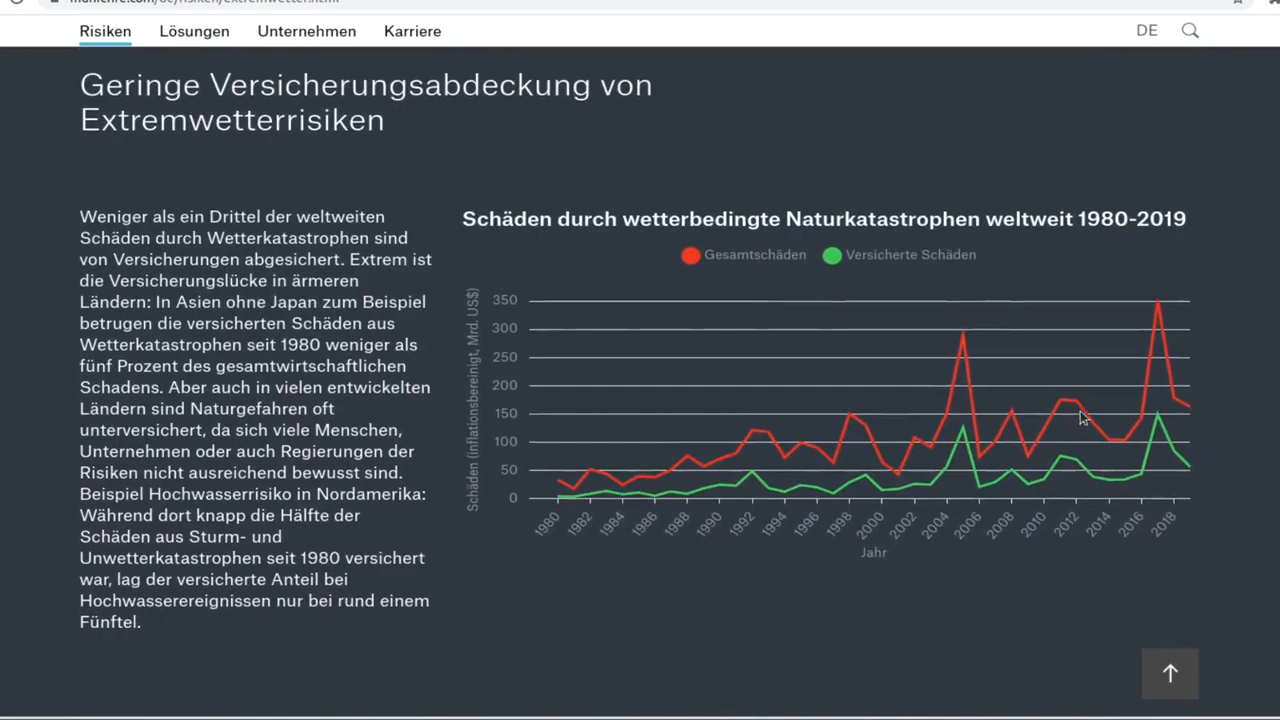 Risiken
Lösungen
Unternehmen
Karriere
DE
Geringe Versicherungsabdeckung von
Extremwetterrisiken
Weniger als ein Drittel der weltweiten
Schäden durch Wetterkatastrophen sind
von Versicherungen abgesichert. Extrem ist
die Versicherungslücke in ärmeren
Ländern: In Asien ohne Japan zum Beispiel
betrugen die versicherten Schäden aus
Wetterkatastrophen seit 1980 weniger als
fünf Prozent des gesamtwirtschaftlichen
Schadens. Aber auch in vielen entwickelten
Ländern sind Naturgefahren oft
unterversichert, da sich viele Menschen,
Unternehmen oder auch Regierungen der
Risiken nicht ausreichend bewusst sind.
Beispiel Hochwasserrisiko in Nordamerika:
Während dort knapp die Hälfte der
Schäden aus Sturm- und
Unwetterkatastrophen seit 1980 versichert
war, lag der versicherte Anteil bei
Hochwasserereignissen nur bei rund einem
Fünftel.
Schäden durch wetterbedingte Naturkatastrophen weltweit 1980-2019
Gesamtschäden
Versicherte Schäden
Schäden (inflationsbereinigt, Mrd. US$)
350
300
250
200
150
100
50
0
1980
1982
1984
1986
1988
1990
1992
1994
1996
1998
2000
2002
2004
2006
2008
2010
2012
2014
2016
2018
Jahr